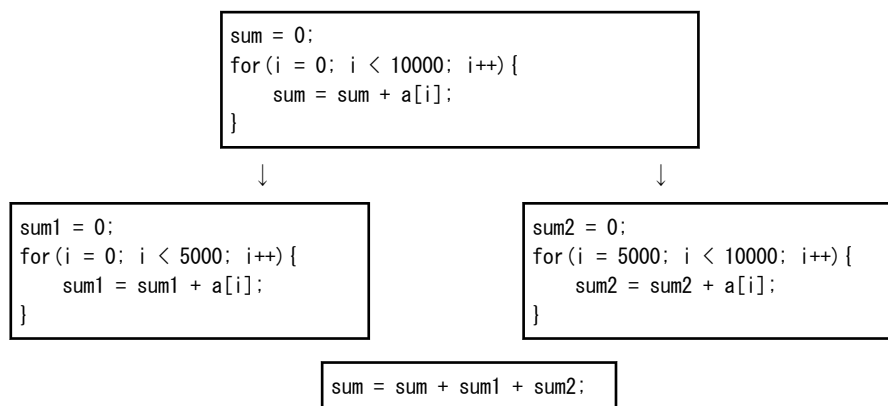 sum = 0;
for(i = 0; i < 10000; i++){
    sum = sum + a[i];
}
↓ ↓
sum1 = 0;
for(i = 0; i < 5000; i++){
    sum1 = sum1 + a[i];
}
sum2 = 0;
for(i = 5000; i < 10000; i++){
    sum2 = sum2 + a[i];
}
sum = sum + sum1 + sum2;